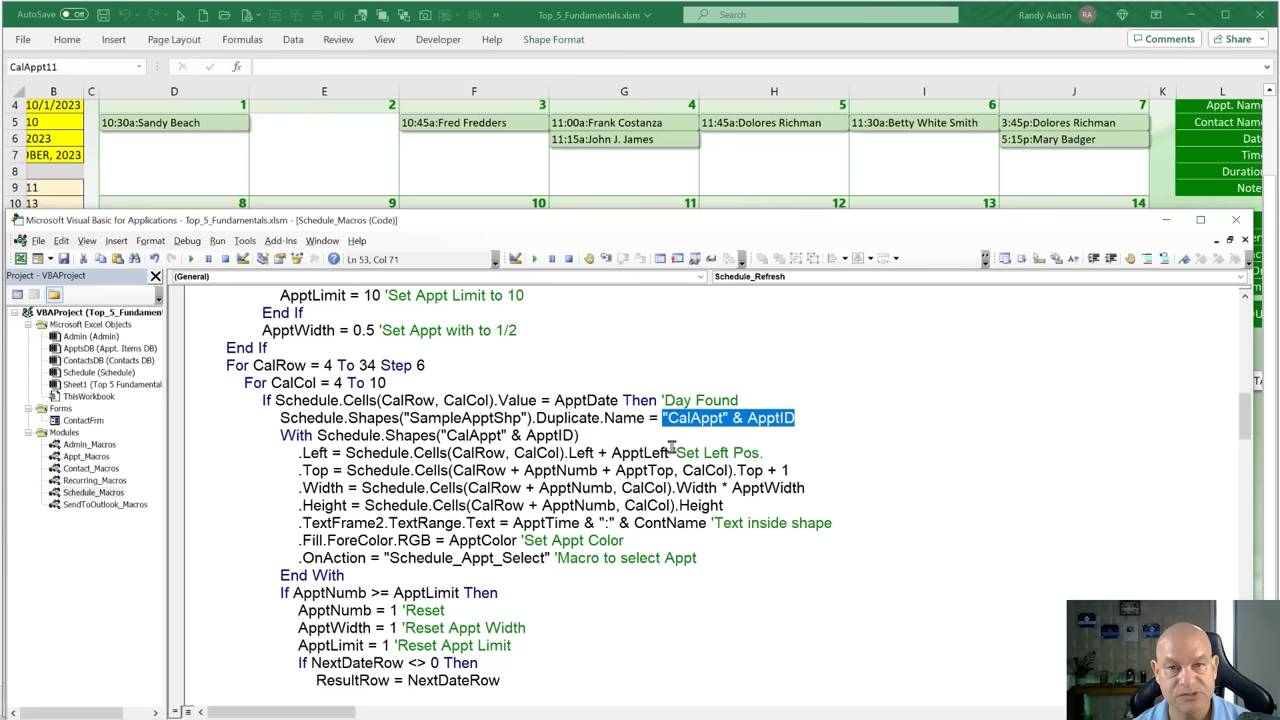 AutoSave Off Top_5_Fundamentals.xlsm Search Randy Austin RA
File Home Insert Page Layout Formulas Data Review View Developer Help Shape Format Comments Share
CalAppt11 fx
B C D E F G H I J K L
4 10/1/2023 1 2 3 4 5 6 7 Appt. Name
5 10 10:30a:Sandy Beach 10:45a:Fred Fredders 11:00a:Frank Costanza 11:45a:Dolores Richman 11:30a:Betty White Smith 3:45p:Dolores Richman Contact Name
6 2023 11:15a:John J. James 5:15p:Mary Badger Date
7 OBER, 2023 Time
8 Duration
9 11 Note
10 13 8 9 10 11 12 13 14
Microsoft Visual Basic for Applications - Top_5_Fundamentals.xlsm - [Schedule_Macros (Code)]
File Edit View Insert Format Debug Run Tools Add-Ins Window Help
Ln 53, Col 71
Project - VBAProject
(General) Schedule_Refresh
VBAProject (Top_5_Fundament
Microsoft Excel Objects
Admin (Admin)
ApptsDB (Appt. Items DB)
ContactsDB (Contacts DB)
Schedule (Schedule)
Sheet1 (Top 5 Fundamental
ThisWorkbook
Forms
ContactFrm
Modules
Admin_Macros
Appt_Macros
Contact_Macros
Recurring_Macros
Schedule_Macros
SendToOutlook_Macros
ApptLimit = 10 'Set Appt Limit to 10
End If
ApptWidth = 0.5 'Set Appt with to 1/2
End If
For CalRow = 4 To 34 Step 6
For CalCol = 4 To 10
If Schedule.Cells(CalRow, CalCol).Value = ApptDate Then 'Day Found
Schedule.Shapes("SampleApptShp").Duplicate.Name = "CalAppt" & ApptID
With Schedule.Shapes("CalAppt" & ApptID)
.Left = Schedule.Cells(CalRow, CalCol).Left + ApptLeft 'Set Left Pos.
.Top = Schedule.Cells(CalRow + ApptNumb + ApptTop, CalCol).Top + 1
.Width = Schedule.Cells(CalRow + ApptNumb, CalCol).Width * ApptWidth
.Height = Schedule.Cells(CalRow + ApptNumb, CalCol).Height
.TextFrame2.TextRange.Text = ApptTime & ":" & ContName 'Text inside shape
.Fill.ForeColor.RGB = ApptColor 'Set Appt Color
.OnAction = "Schedule_Appt_Select" 'Macro to select Appt
End With
If ApptNumb >= ApptLimit Then
ApptNumb = 1 'Reset
ApptWidth = 1 'Reset Appt Width
ApptLimit = 1 'Reset Appt Limit
If NextDateRow <> 0 Then
ResultRow = NextDateRow